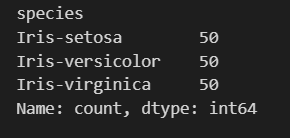 species
Iris-setosa        50
Iris-versicolor    50
Iris-virginica     50
Name: count, dtype: int64